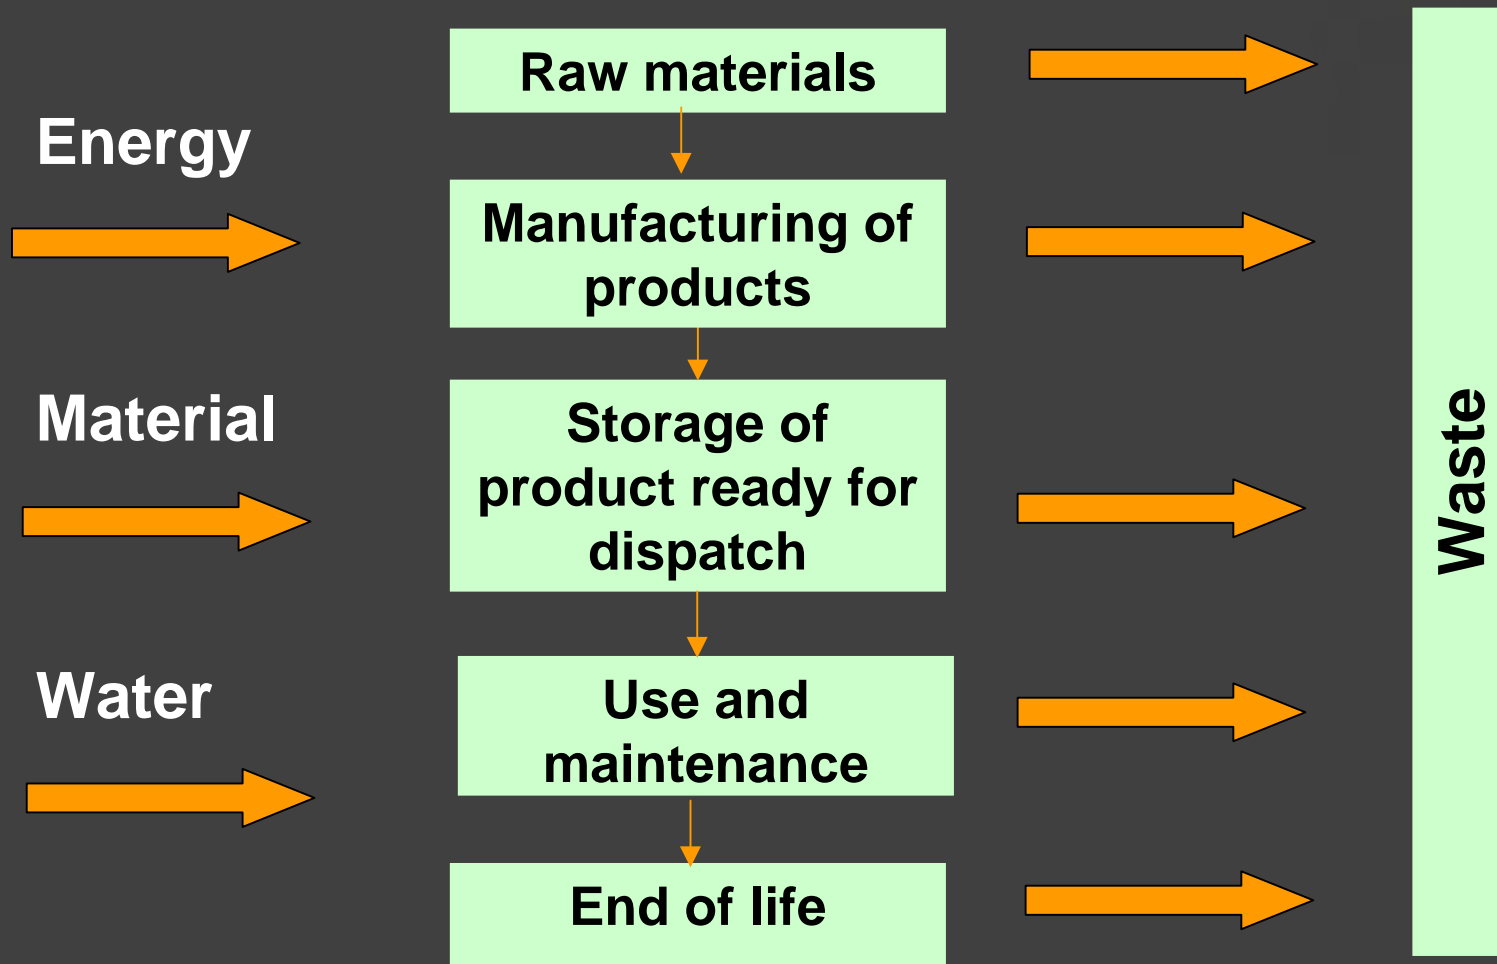 Raw materials
Energy
Manufacturing of
products
Material
Storage of
product ready for
dispatch
Waste
Water
Use and
maintenance
End of life